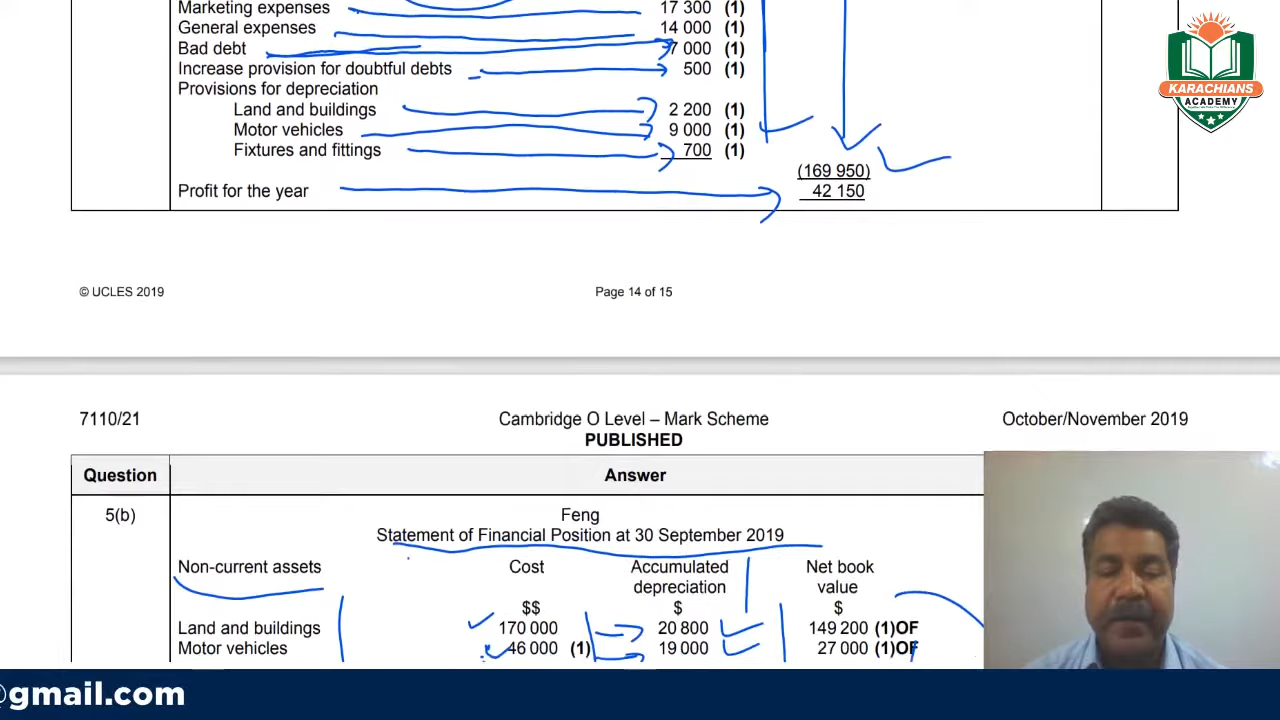 Marketing expenses 17 300 (1)
General expenses 14 000 (1)
Bad debt 7 000 (1)
Increase provision for doubtful debts 500 (1)
Provisions for depreciation
Land and buildings 2 200 (1)
Motor vehicles 9 000 (1)
Fixtures and fittings 700 (1)
(169 950)
Profit for the year 42 150
KARACHIANS
ACADEMY
© UCLES 2019 Page 14 of 15
7110/21 Cambridge O Level – Mark Scheme October/November 2019
PUBLISHED
Question Answer
5(b) Feng
Statement of Financial Position at 30 September 2019
Non-current assets Cost Accumulated Net book
depreciation value
$$ $ $
Land and buildings 170 000 20 800 149 200 (1)OF
Motor vehicles 46 000 (1) 19 000 27 000 (1)OF
@gmail.com